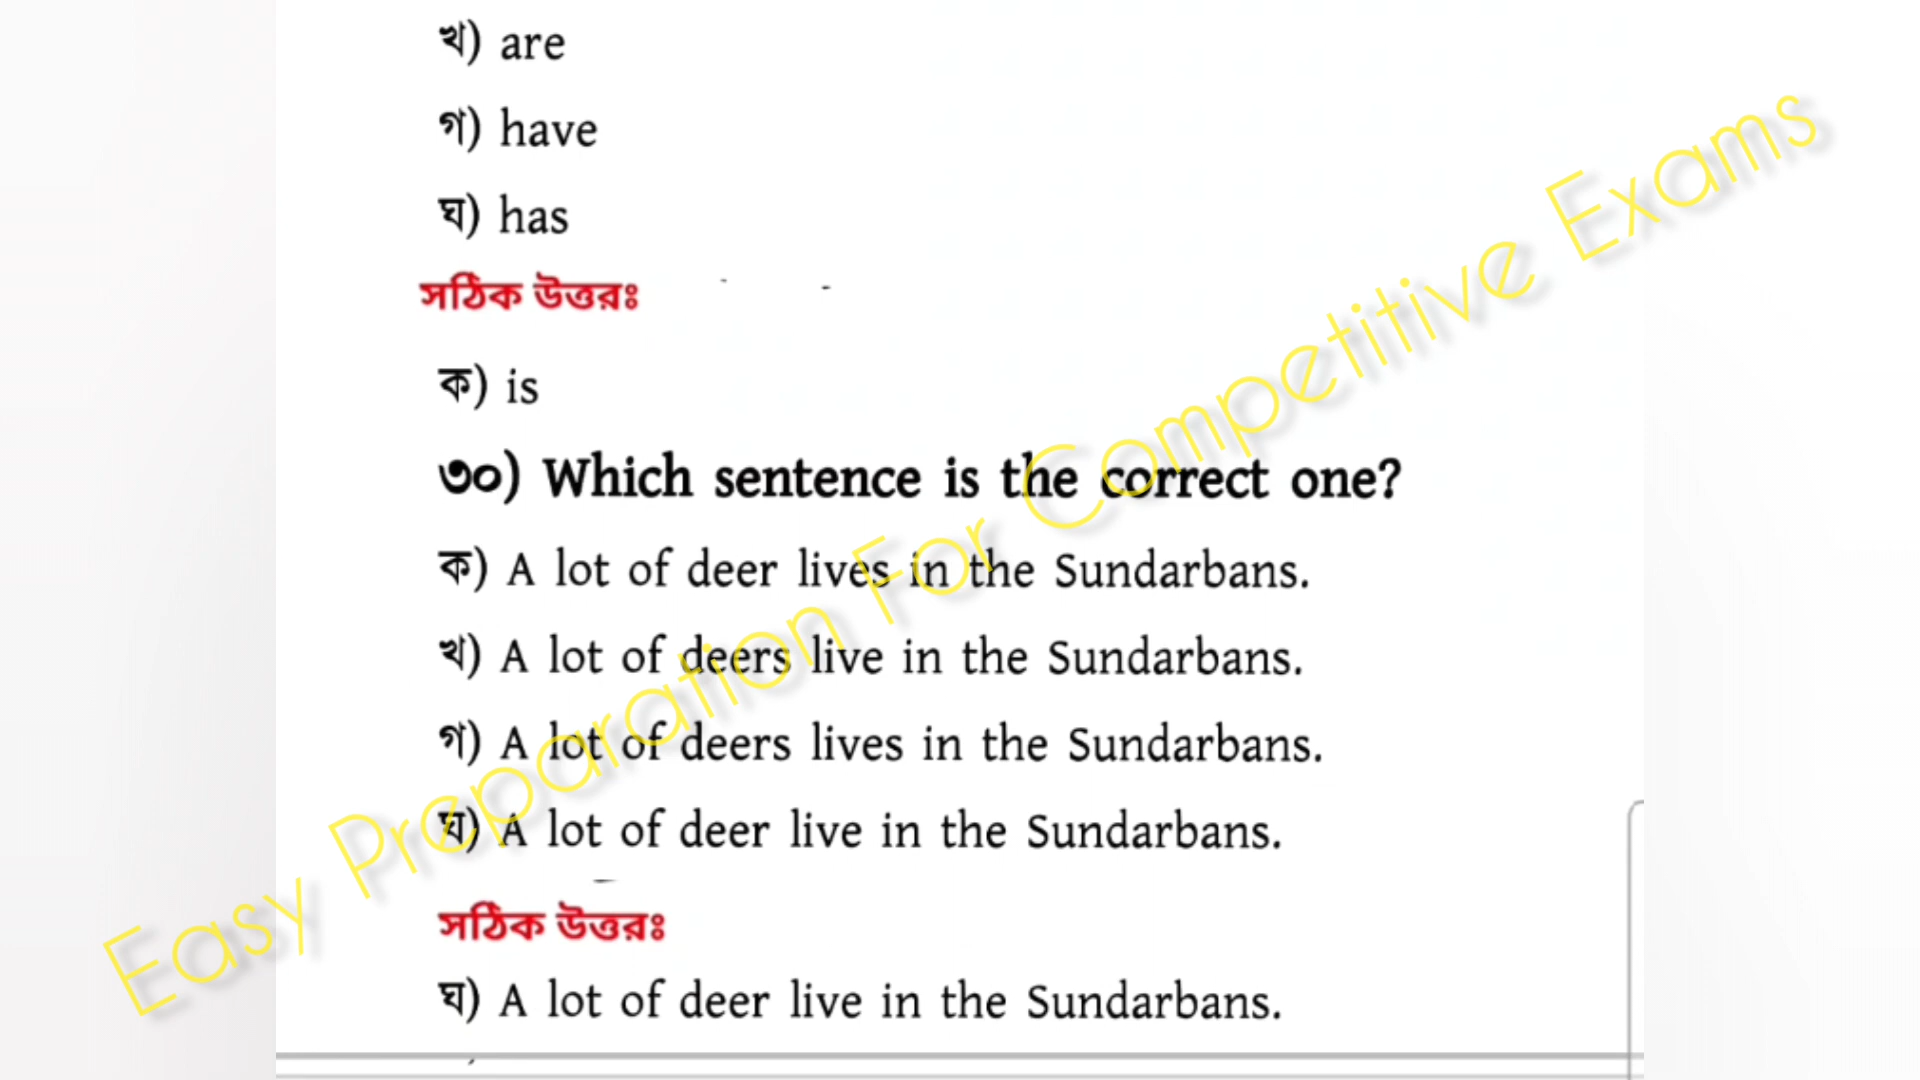 খ) are
গ) have
ঘ) has
সঠিক উত্তরঃ
ক) is
৩০) Which sentence is the correct one?
ক) A lot of deer lives in the Sundarbans.
খ) A lot of deers live in the Sundarbans.
গ) A lot of deers lives in the Sundarbans.
ঘ) A lot of deer live in the Sundarbans.
সঠিক উত্তরঃ
ঘ) A lot of deer live in the Sundarbans.
Easy Preparation For Competitive Exams